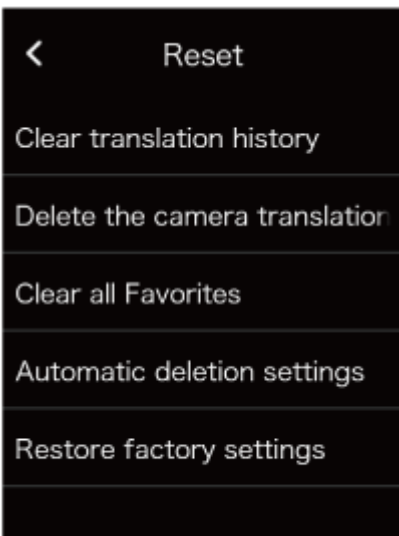 Reset
Clear translation history
Delete the camera translation
Clear all Favorites
Automatic deletion settings
Restore factory settings